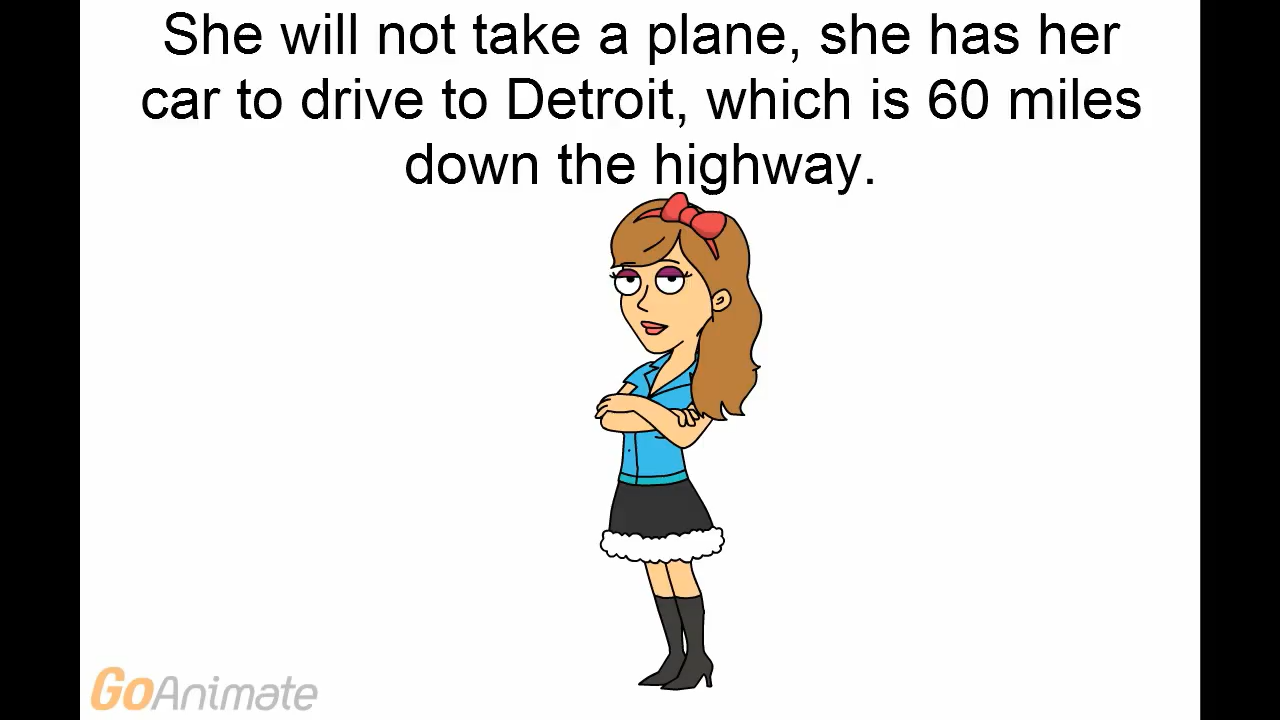 She will not take a plane, she has her
car to drive to Detroit, which is 60 miles
down the highway.
GoAnimate